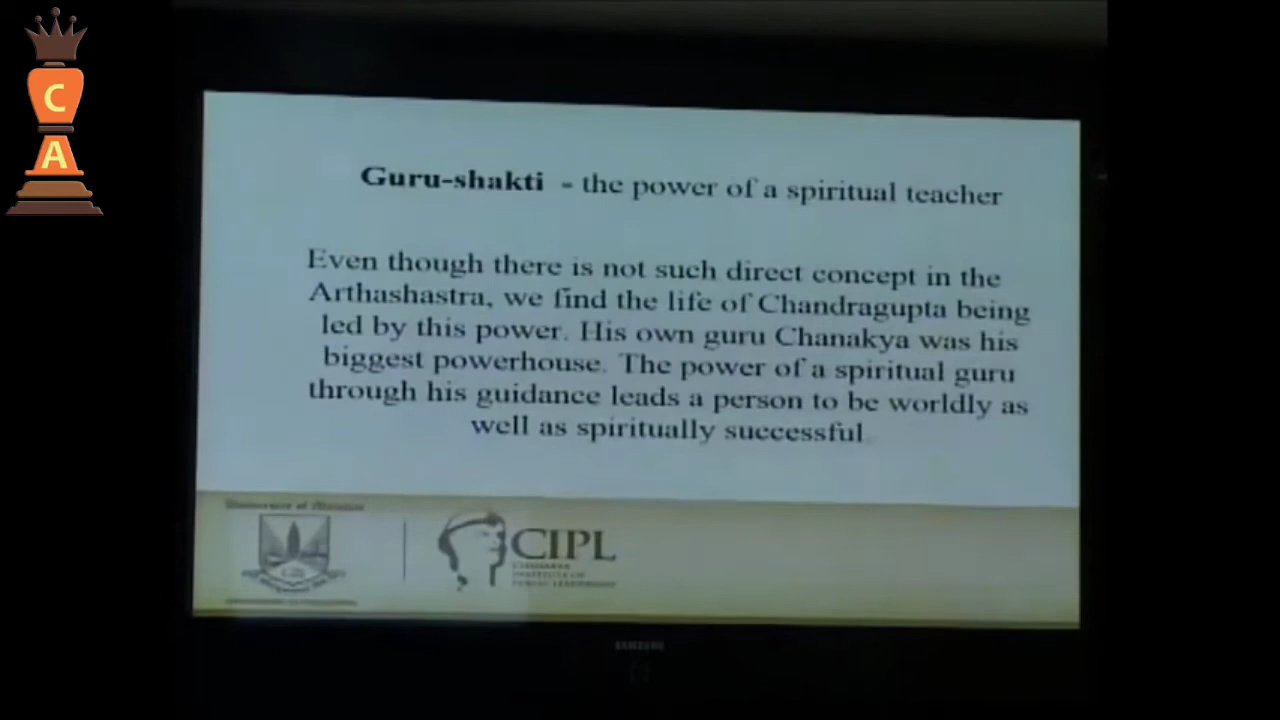 C
A
Guru-shakti - the power of a spiritual teacher
Even though there is not such direct concept in the
Arthashastra, we find the life of Chandragupta being
led by this power. His own guru Chanakya was his
biggest powerhouse. The power of a spiritual guru
through his guidance leads a person to be worldly as
well as spiritually successful.
CIPL
SAMSUNG